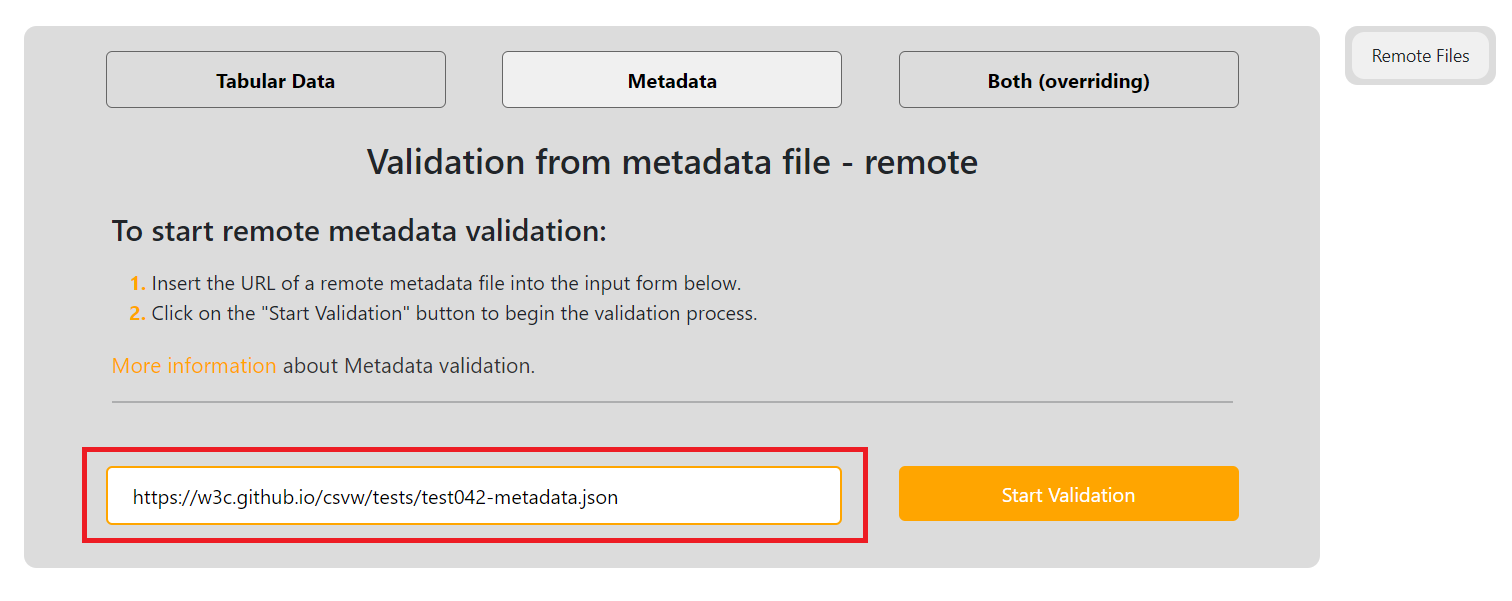 Tabular Data
Metadata
Both (overriding)
Remote Files
Validation from metadata file - remote
To start remote metadata validation:
1. Insert the URL of a remote metadata file into the input form below.
2. Click on the "Start Validation" button to begin the validation process.
More information about Metadata validation.
https://w3c.github.io/csvw/tests/test042-metadata.json
Start Validation